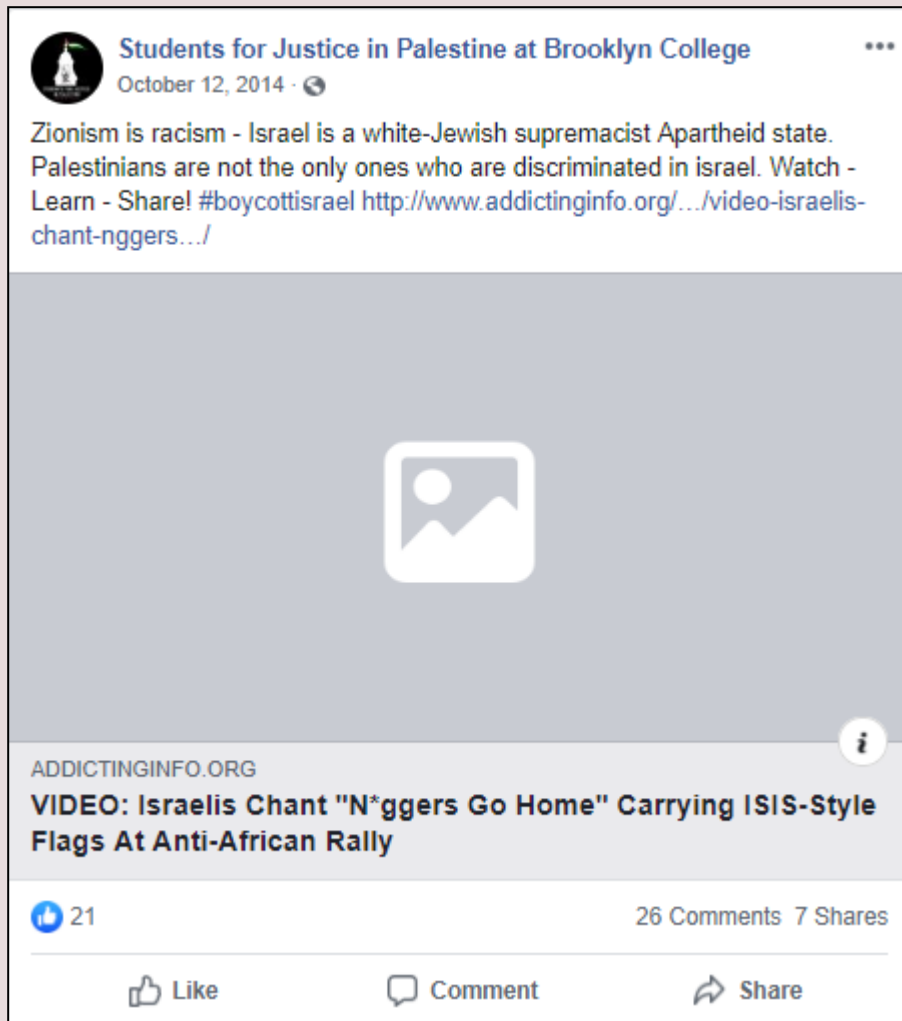 Students for Justice in Palestine at Brooklyn College
October 12, 2014 ·
Zionism is racism - Israel is a white-Jewish supremacist Apartheid state.
Palestinians are not the only ones who are discriminated in israel. Watch -
Learn - Share! #boycottisrael http://www.addictinginfo.org/…/video-israelis-
chant-nggers…/
i
ADDICTINGINFO.ORG
VIDEO: Israelis Chant "N*ggers Go Home" Carrying ISIS-Style
Flags At Anti-African Rally
21
26 Comments 7 Shares
Like Comment Share